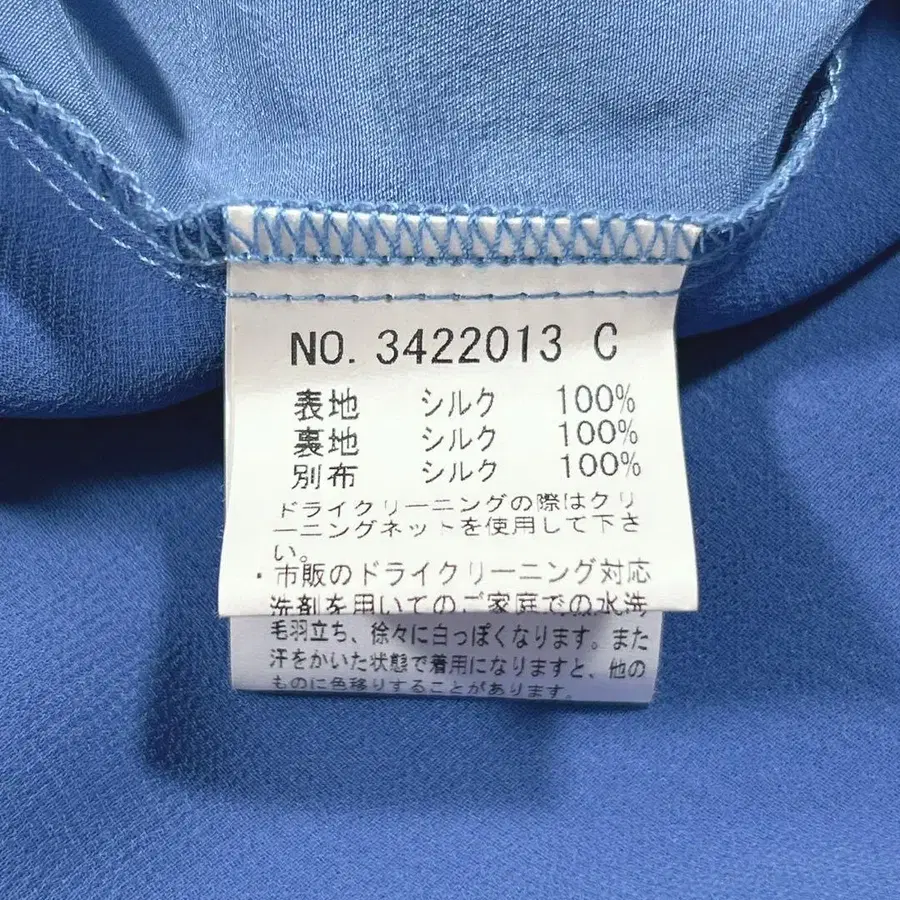 NO. 3422013 C
表地 シルク 100%
裏地 シルク 100%
別布 シルク 100%
ドライクリーニングの際はクリ
ーニングネットを使用して下さ
い。
・市販のドライクリーニング対応
洗剤を用いてのご家庭での水洗
毛羽立ち、徐々に白っぽくなります。また
汗をかいた状態で着用になりますと、他の
ものに色移りすることがあります。